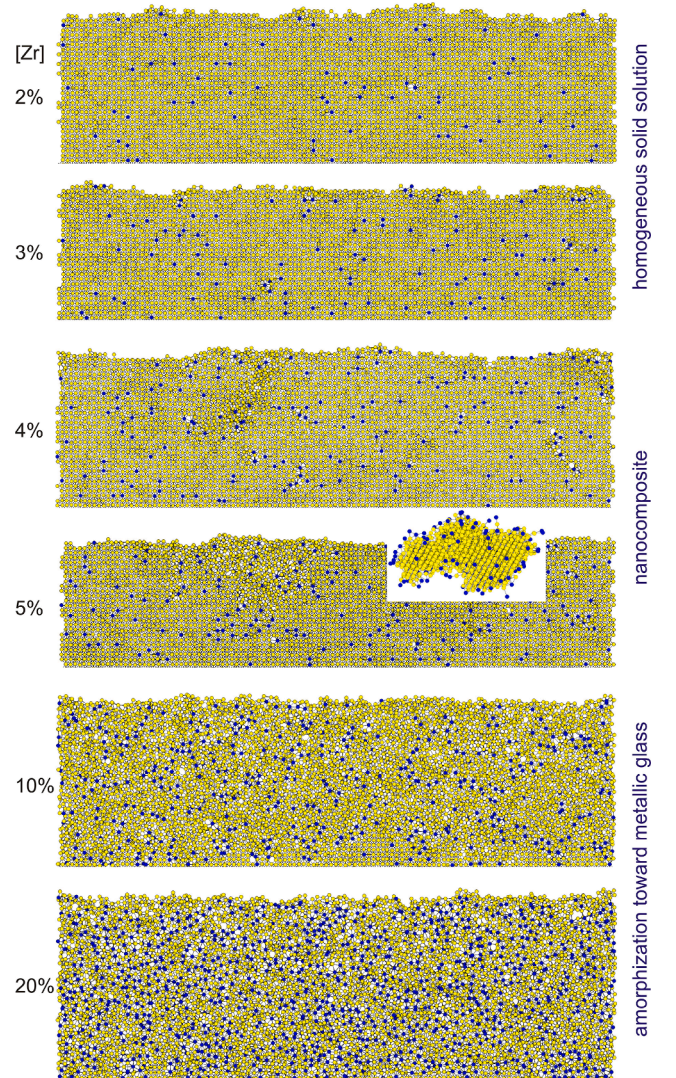 [Zr]
2%
3%
homogeneous solid solution
4%
5%
nanocomposite
10%
20%
amorphization toward metallic glass